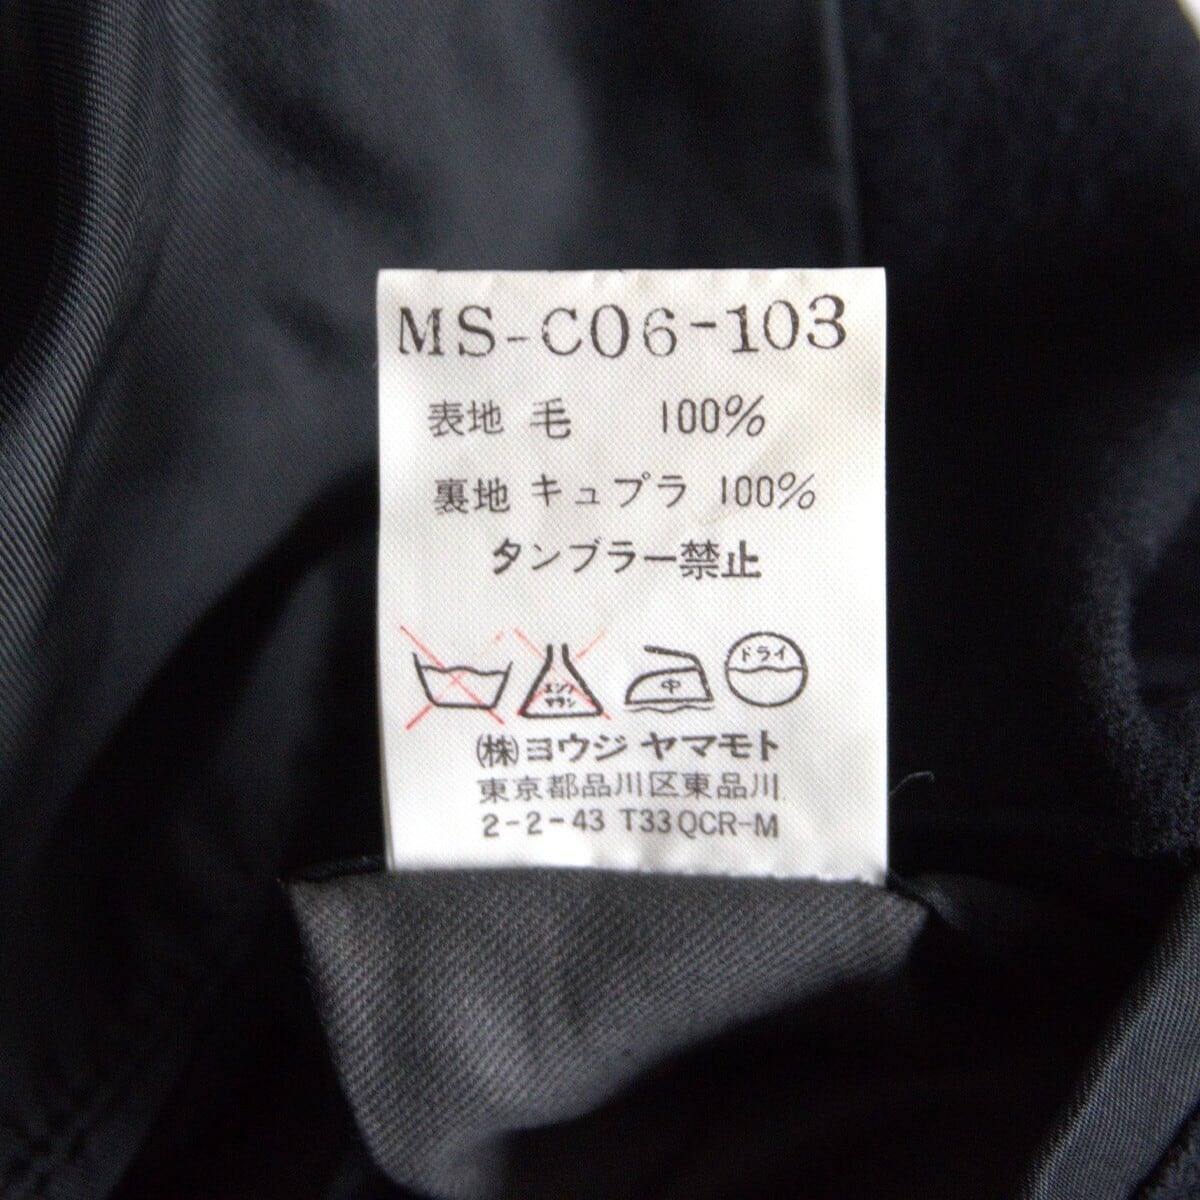 MS-C06-103
表地 毛 100%
裏地 キュプラ 100%
タンブラー禁止
エンソ サラシ 中 ドライ
(株)ヨウジ ヤマモト
東京都品川区東品川
2-2-43 T33QCR-M